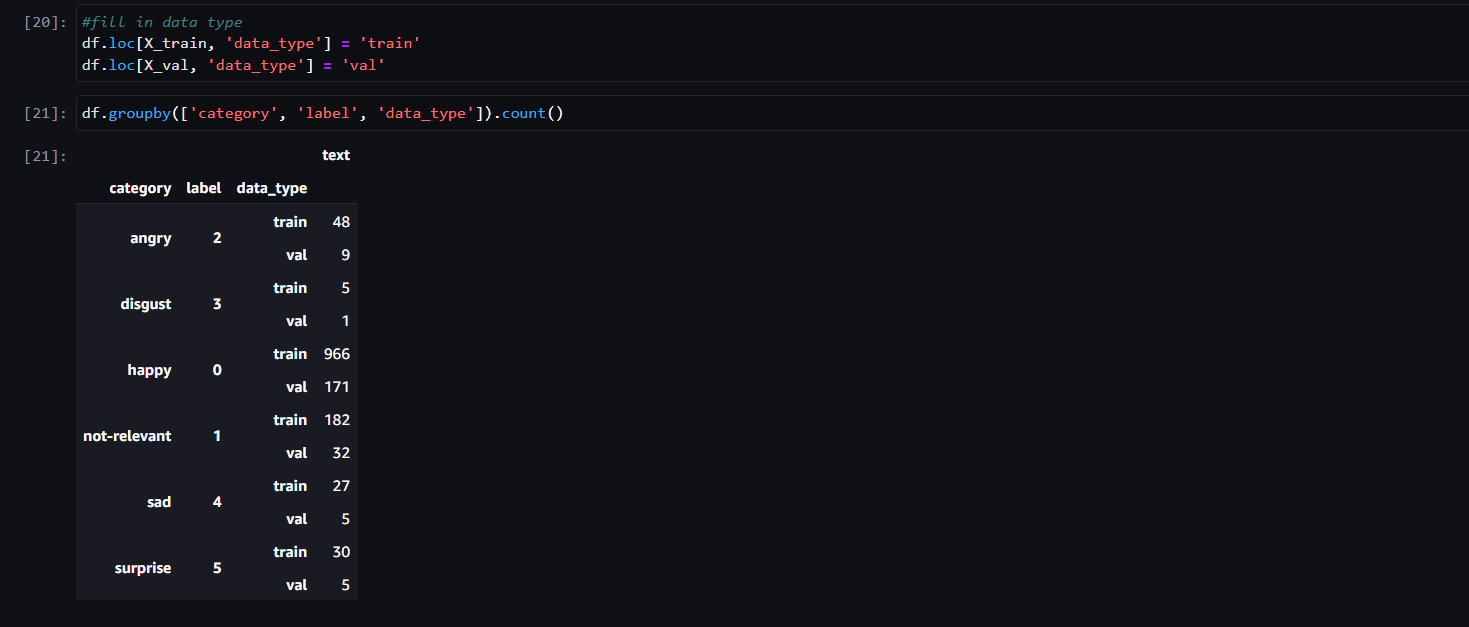 [20]: #fill in data type
df.loc[X_train, 'data_type'] = 'train'
df.loc[X_val, 'data_type'] = 'val'
[21]: df.groupby(['category', 'label', 'data_type']).count()
[21]: text
category label data_type
angry 2 train 48
val 9
disgust 3 train 5
val 1
happy 0 train 966
val 171
not-relevant 1 train 182
val 32
sad 4 train 27
val 5
surprise 5 train 30
val 5